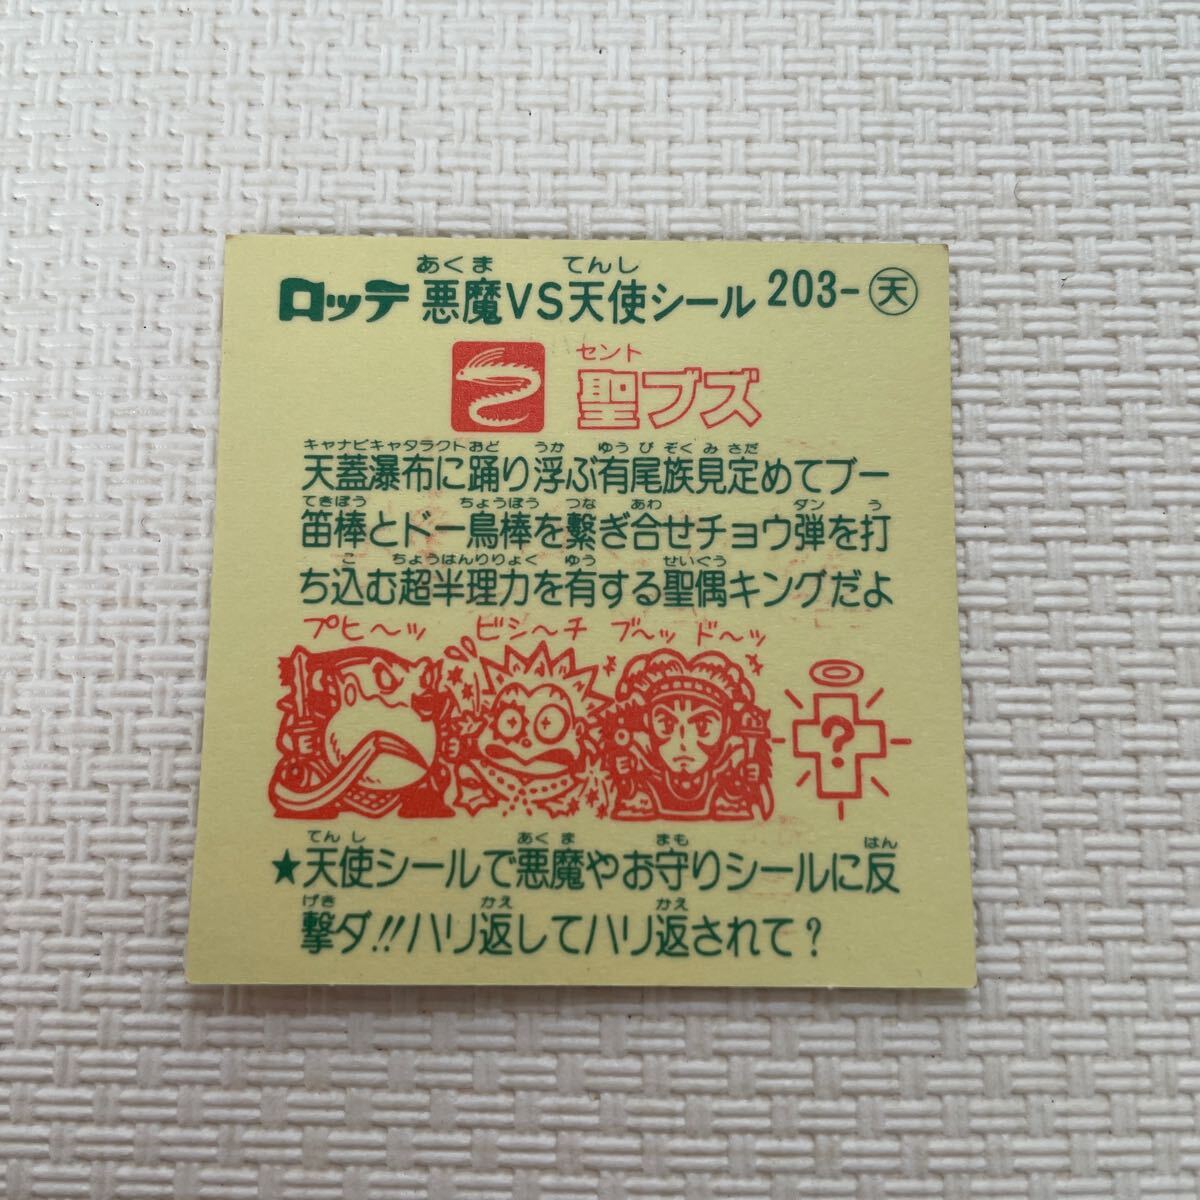 あくま てんし
ロッテ 悪魔VS天使シール 203-天
セント
聖ブズ
キャナピキャタラクト おど うか ゆう び ぞく み さだ
天蓋瀑布に踊り浮ぶ有尾族見定めてブー
てきぼう ちょうぼう つな あわ ダン う
笛棒とドー鳥棒を繋ぎ合せチョウ弾を打
こ ちょうはんりりょく ゆう せいぐう
ち込む超半理力を有する聖偶キングだよ
プヒ〜ッ ビシ〜チ ブ〜ッ ド〜ッ
?
てん し あく ま まも はん
★天使シールで悪魔やお守りシールに反
げき かえ かえ
撃ダ!!ハリ返してハリ返されて?